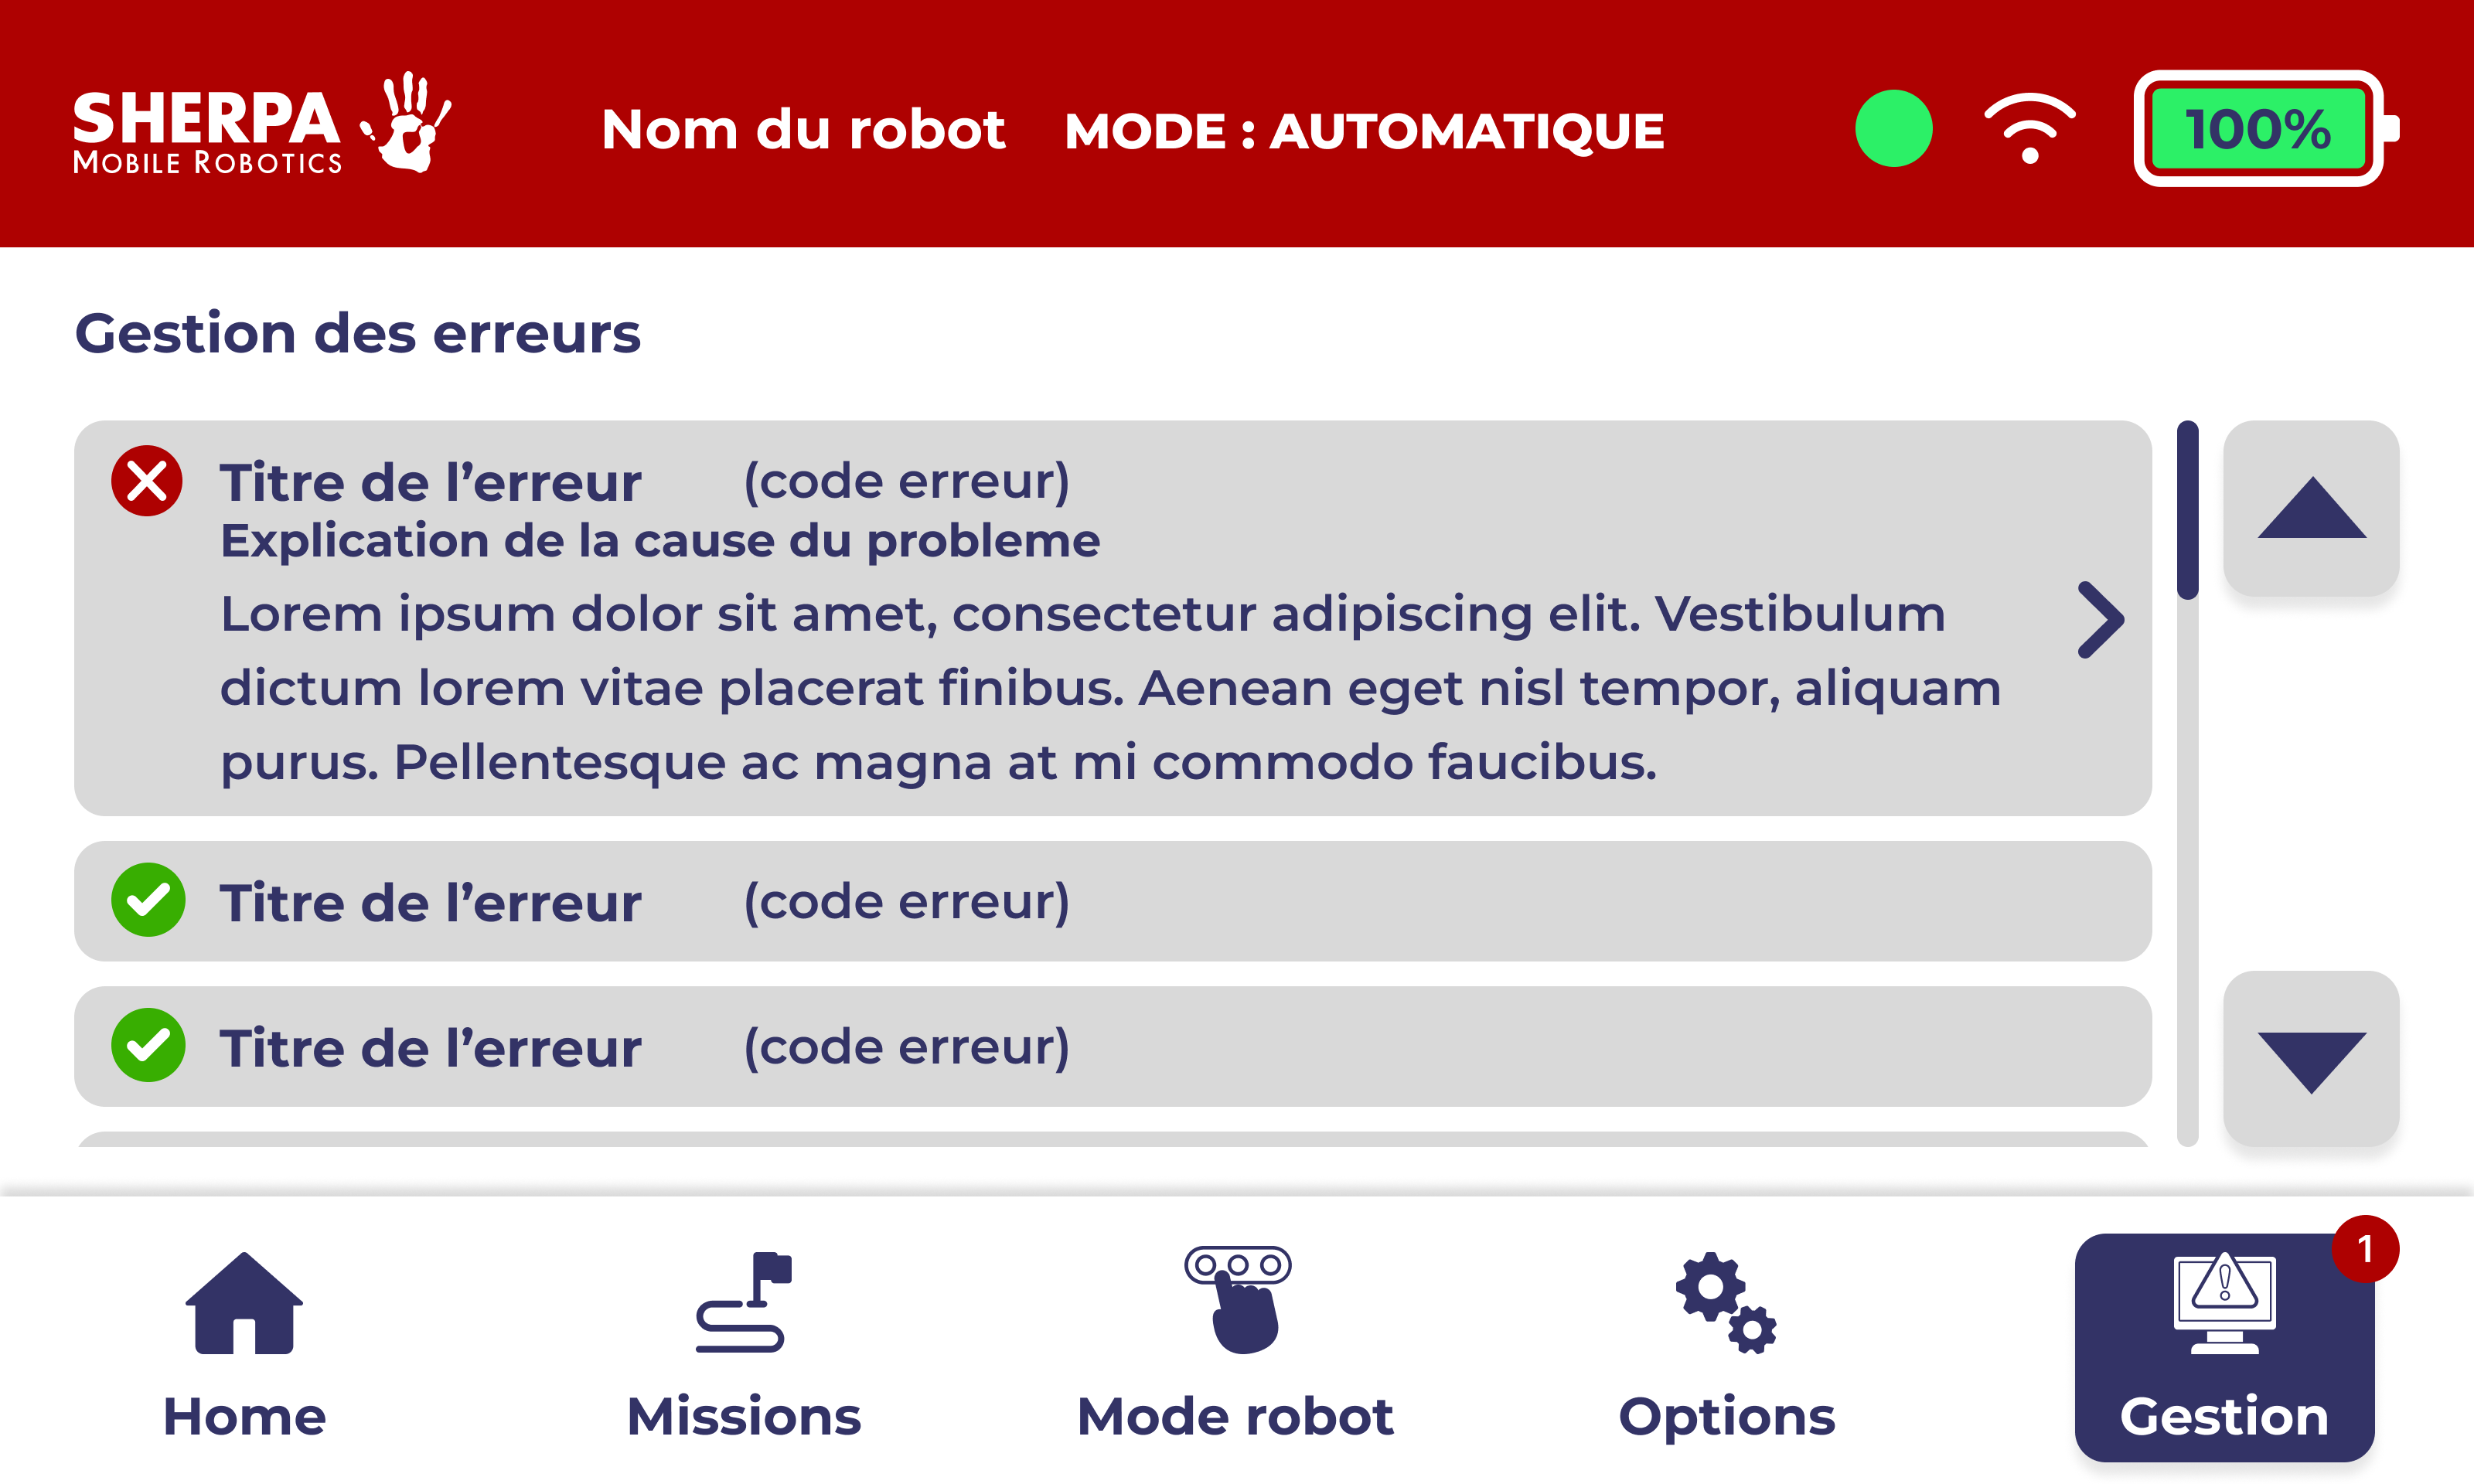 SHERPA
MOBILE ROBOTICS
Nom du robot
MODE : AUTOMATIQUE
100%
Gestion des erreurs
Titre de l’erreur
(code erreur)
Explication de la cause du probleme
Lorem ipsum dolor sit amet, consectetur adipiscing elit. Vestibulum
dictum lorem vitae placerat finibus. Aenean eget nisl tempor, aliquam
purus. Pellentesque ac magna at mi commodo faucibus.
Titre de l’erreur
(code erreur)
Titre de l’erreur
(code erreur)
Home
Missions
Mode robot
Options
1
Gestion